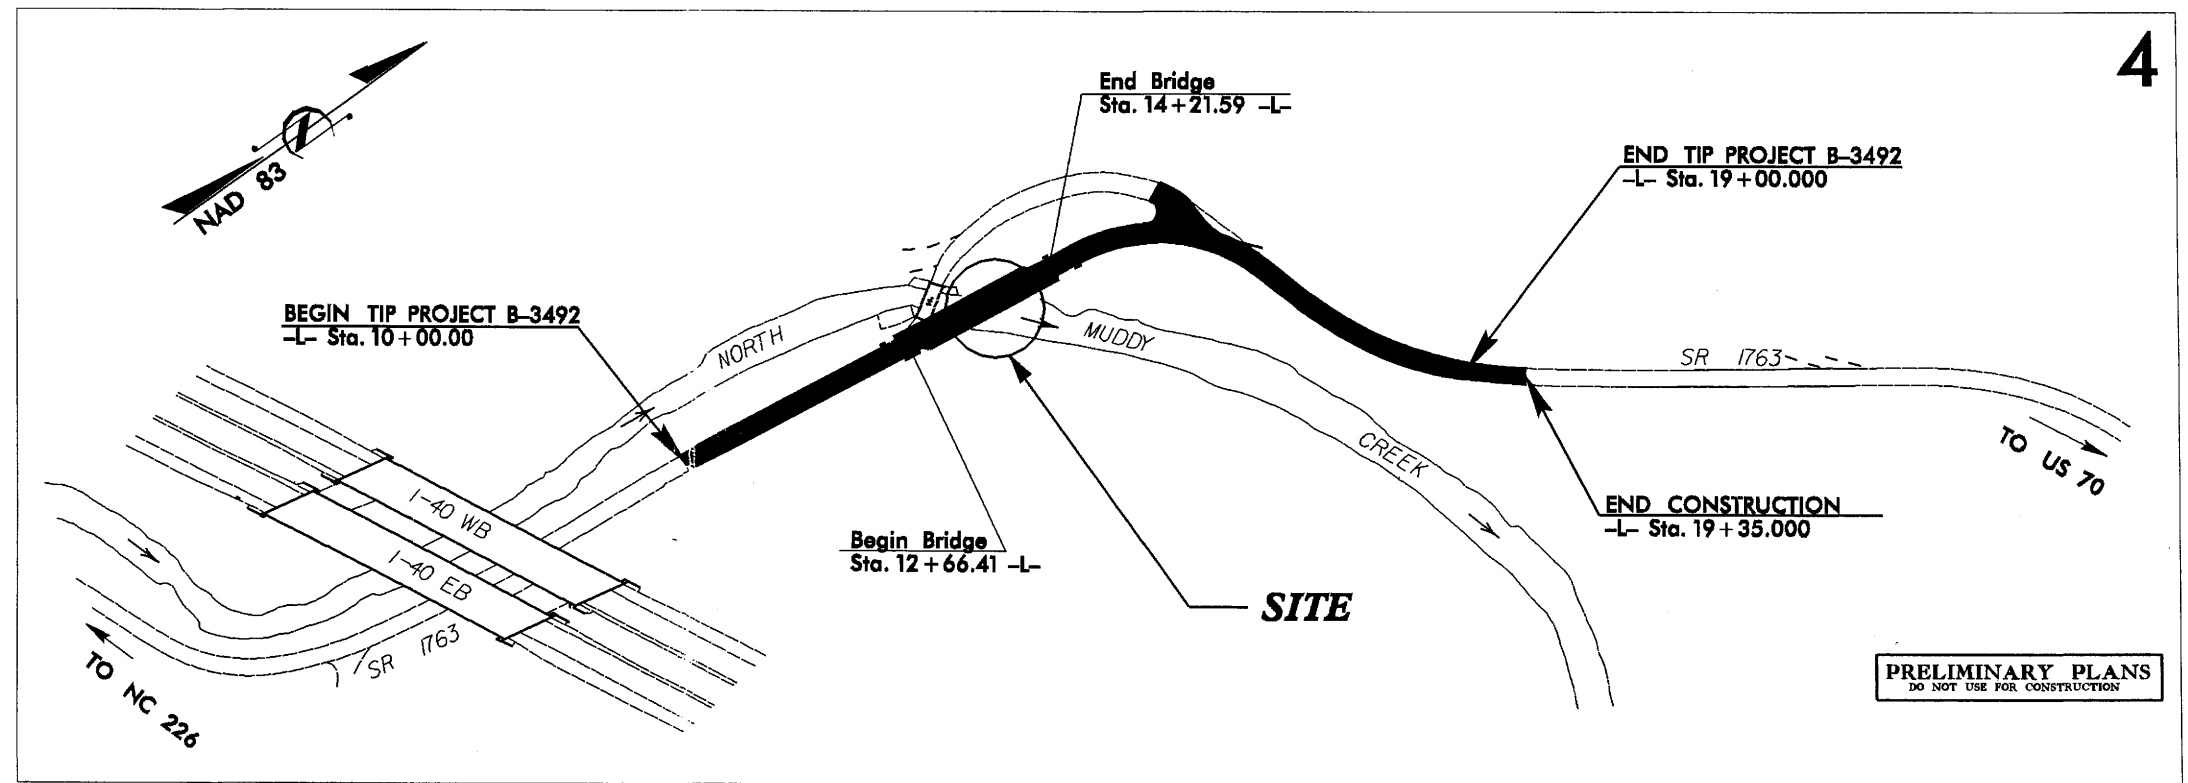 4
End Bridge
Sta. 14+21.59 -L-
END TIP PROJECT B-3492
-L- Sta. 19+00.000
NAD 83
BEGIN TIP PROJECT B-3492
-L- Sta. 10+00.00
NORTH
MUDDY
CREEK
SR 1763
TO US 70
I-40 WB
I-40 EB
END CONSTRUCTION
-L- Sta. 19+35.000
Begin Bridge
Sta. 12+66.41 -L-
SITE
SR 1763
TO NC 226
PRELIMINARY PLANS
DO NOT USE FOR CONSTRUCTION